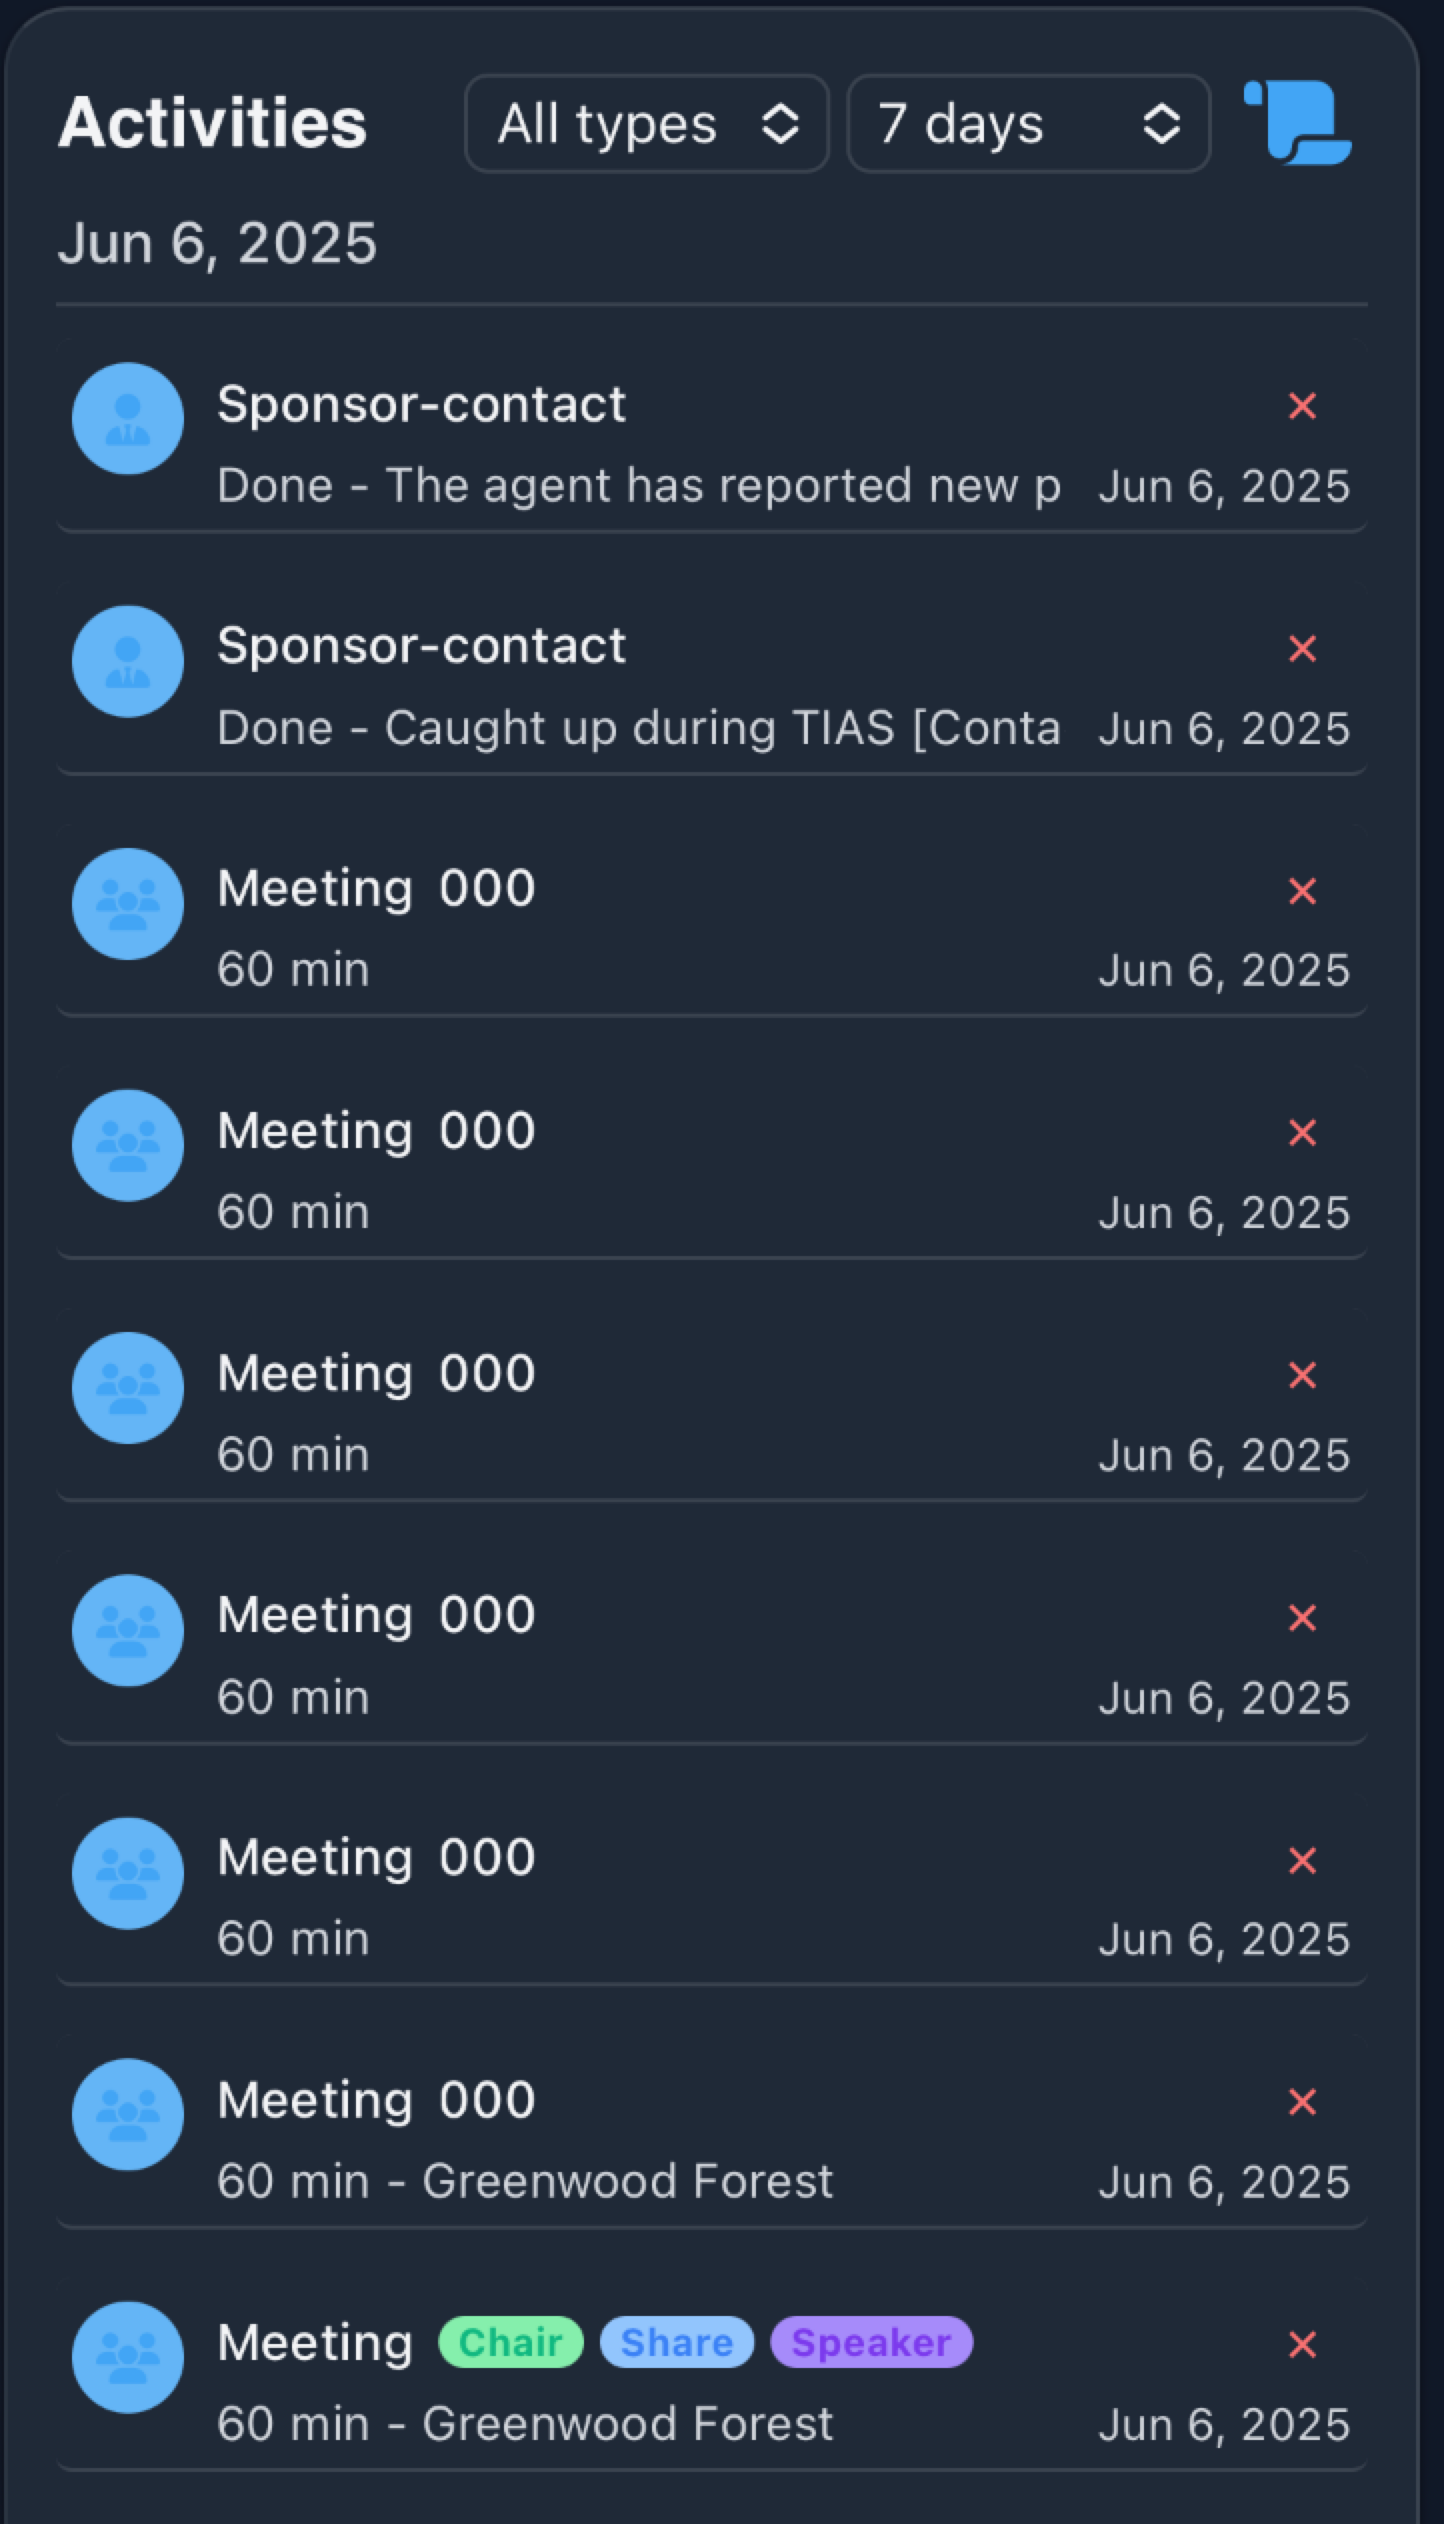 Activities All types 7 days
Jun 6, 2025
Sponsor-contact
Done - The agent has reported new p Jun 6, 2025
Sponsor-contact
Done - Caught up during TIAS [Conta Jun 6, 2025
Meeting 000
60 min Jun 6, 2025
Meeting 000
60 min Jun 6, 2025
Meeting 000
60 min Jun 6, 2025
Meeting 000
60 min Jun 6, 2025
Meeting 000
60 min Jun 6, 2025
Meeting 000
60 min - Greenwood Forest Jun 6, 2025
Meeting Chair Share Speaker
60 min - Greenwood Forest Jun 6, 2025